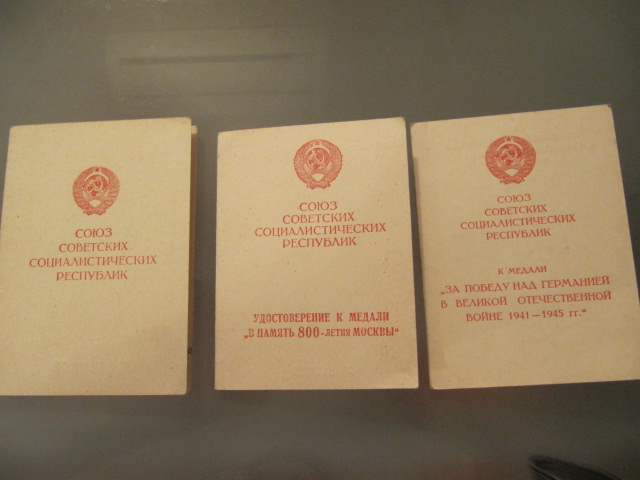 СОЮЗ
СОВЕТСКИХ
СОЦИАЛИСТИЧЕСКИХ
РЕСПУБЛИК
СОЮЗ
СОВЕТСКИХ
СОЦИАЛИСТИЧЕСКИХ
РЕСПУБЛИК
УДОСТОВЕРЕНИЕ К МЕДАЛИ
„В ПАМЯТЬ 800-летия МОСКВЫ“
СОЮЗ
СОВЕТСКИХ
СОЦИАЛИСТИЧЕСКИХ
РЕСПУБЛИК
К МЕДАЛИ
„ЗА ПОБЕДУ НАД ГЕРМАНИЕЙ
В ВЕЛИКОЙ ОТЕЧЕСТВЕННОЙ
ВОЙНЕ 1941—1945 гг.“